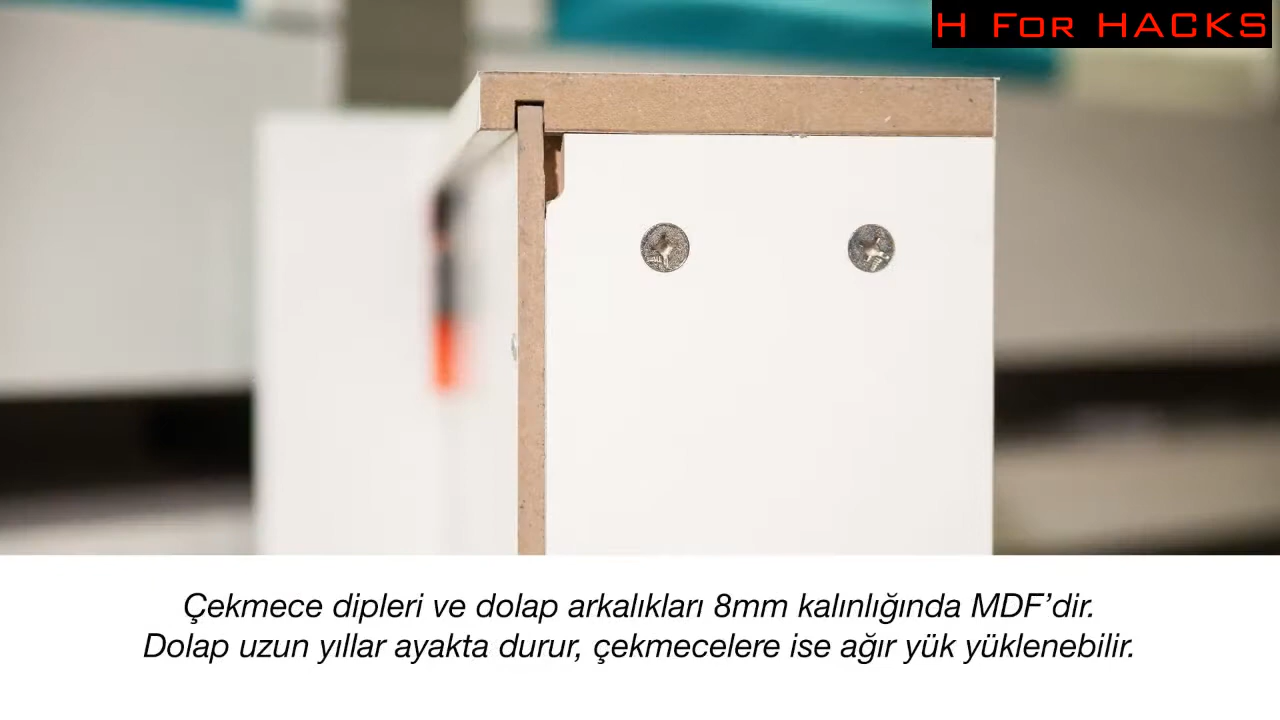 H For HACKS
Çekmece dipleri ve dolap arkalıkları 8mm kalınlığında MDF’dir.
Dolap uzun yıllar ayakta durur, çekmecelere ise ağır yük yüklenebilir.